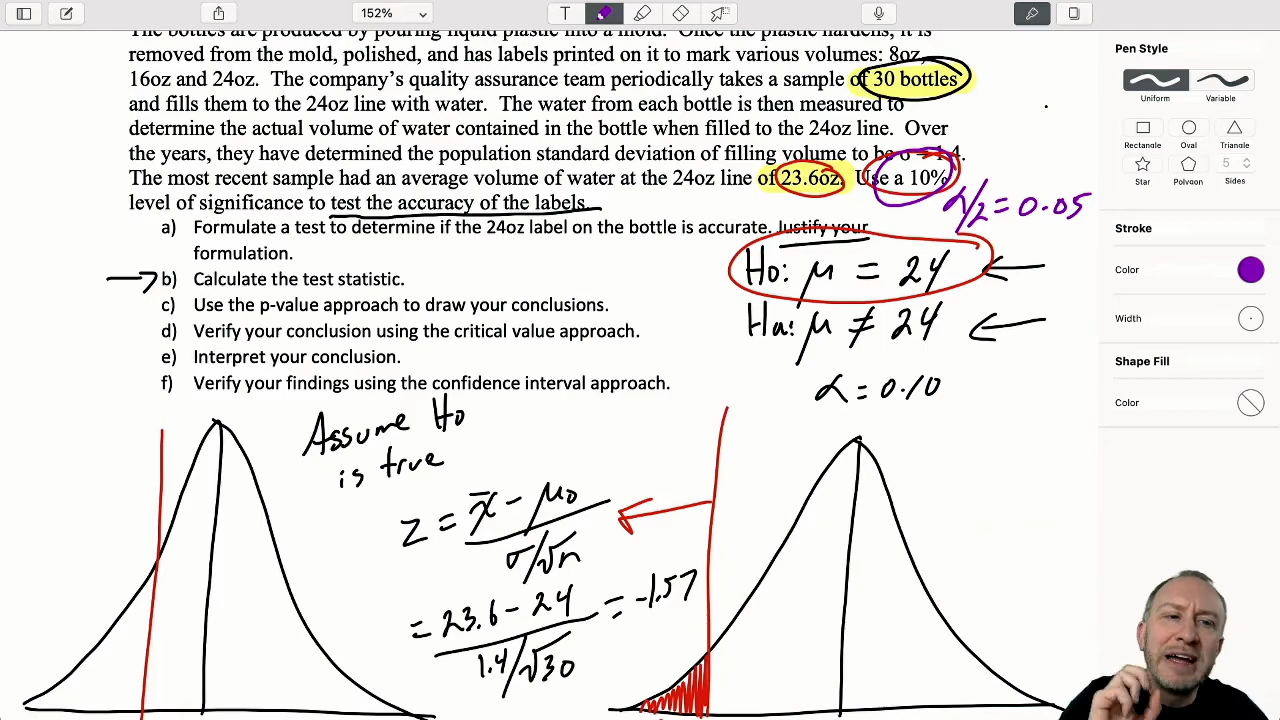 152%
T
The bottles are produced by pouring liquid plastic into a mold. Once the plastic hardens, it is
removed from the mold, polished, and has labels printed on it to mark various volumes: 8oz,
16oz and 24oz. The company's quality assurance team periodically takes a sample of 30 bottles
and fills them to the 24oz line with water. The water from each bottle is then measured to
determine the actual volume of water contained in the bottle when filled to the 24oz line. Over
the years, they have determined the population standard deviation of filling volume to be σ = 1.4.
The most recent sample had an average volume of water at the 24oz line of 23.6oz. Use a 10%
level of significance to test the accuracy of the labels.
α/2 = 0.05
a) Formulate a test to determine if the 24oz label on the bottle is accurate. Justify your
formulation.
b) Calculate the test statistic.
c) Use the p-value approach to draw your conclusions.
d) Verify your conclusion using the critical value approach.
e) Interpret your conclusion.
f) Verify your findings using the confidence interval approach.
Ho: μ = 24
Ha: μ ≠ 24
α = 0.10
Assume Ho
is true
z = x̄ - μ0
σ/√n
= 23.6 - 24 = -1.57
1.4/√30
Pen Style
Uniform Variable
Rectangle Oval Triangle
5
Star Polygon Sides
Stroke
Color
Width
Shape Fill
Color